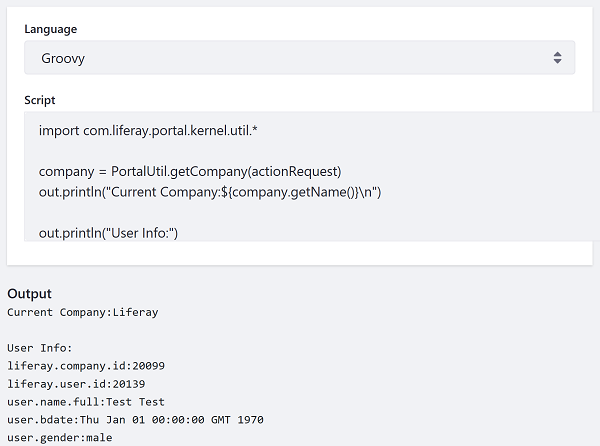 Language
Groovy
Script
import com.liferay.portal.kernel.util.*
company = PortalUtil.getCompany(actionRequest)
out.println("Current Company:${company.getName()}\n")
out.println("User Info:")
Output
Current Company:Liferay
User Info:
liferay.company.id:20099
liferay.user.id:20139
user.name.full:Test Test
user.bdate:Thu Jan 01 00:00:00 GMT 1970
user.gender:male